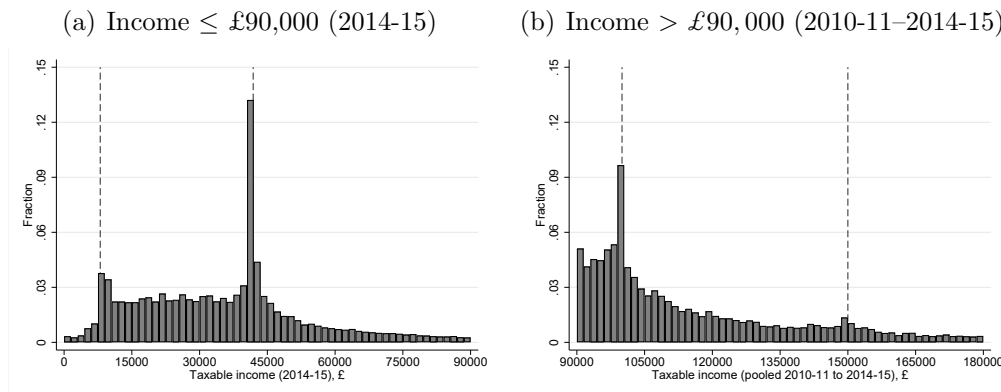 (a) Income ≤ £90,000 (2014-15)
.15
.12
.09
.06
.03
0
Fraction
0 15000 30000 45000 60000 75000 90000
Taxable income (2014-15), £
(b) Income > £90,000 (2010-11–2014-15)
.15
.12
.09
.06
.03
0
Fraction
90000 105000 120000 135000 150000 165000 180000
Taxable income (pooled 2010-11 to 2014-15), £